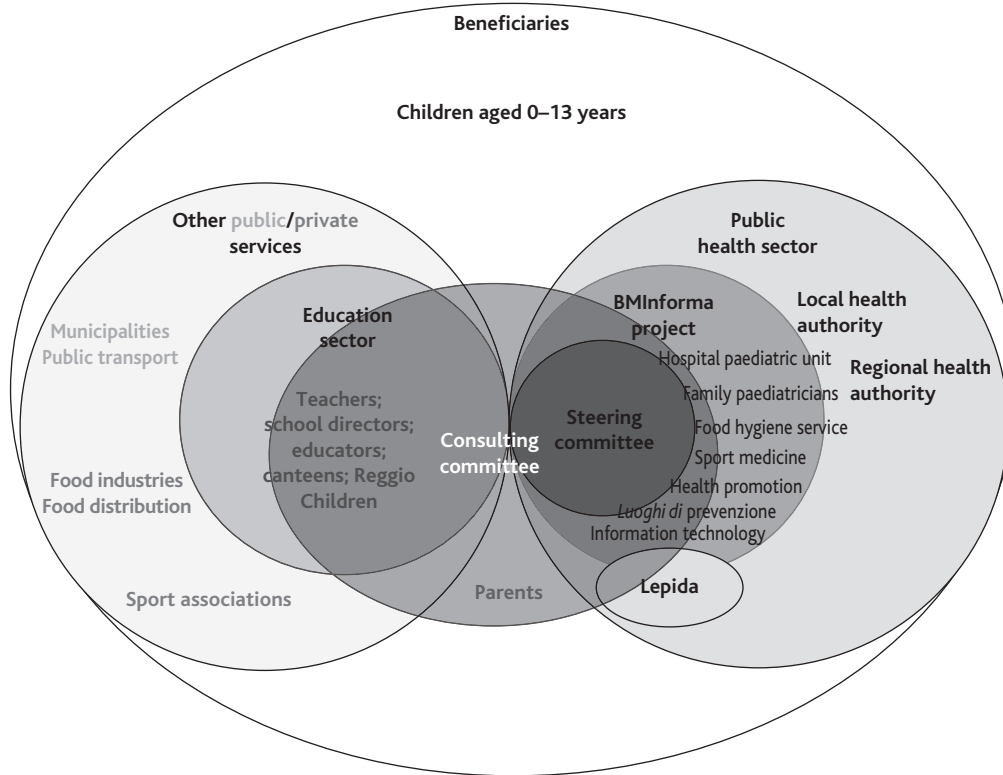 Beneficiaries
Children aged 0–13 years
Other public/private
services
Municipalities
Public transport
Food industries
Food distribution
Sport associations
Education
sector
Teachers;
school directors;
educators;
canteens; Reggio
Children
Consulting
committee
Parents
Public
health sector
Local health
authority
Regional health
authority
BMInforma
project
Steering
committee
Hospital paediatric unit
Family paediatricians
Food hygiene service
Sport medicine
Health promotion
Luoghi di prevenzione
Information technology
Lepida